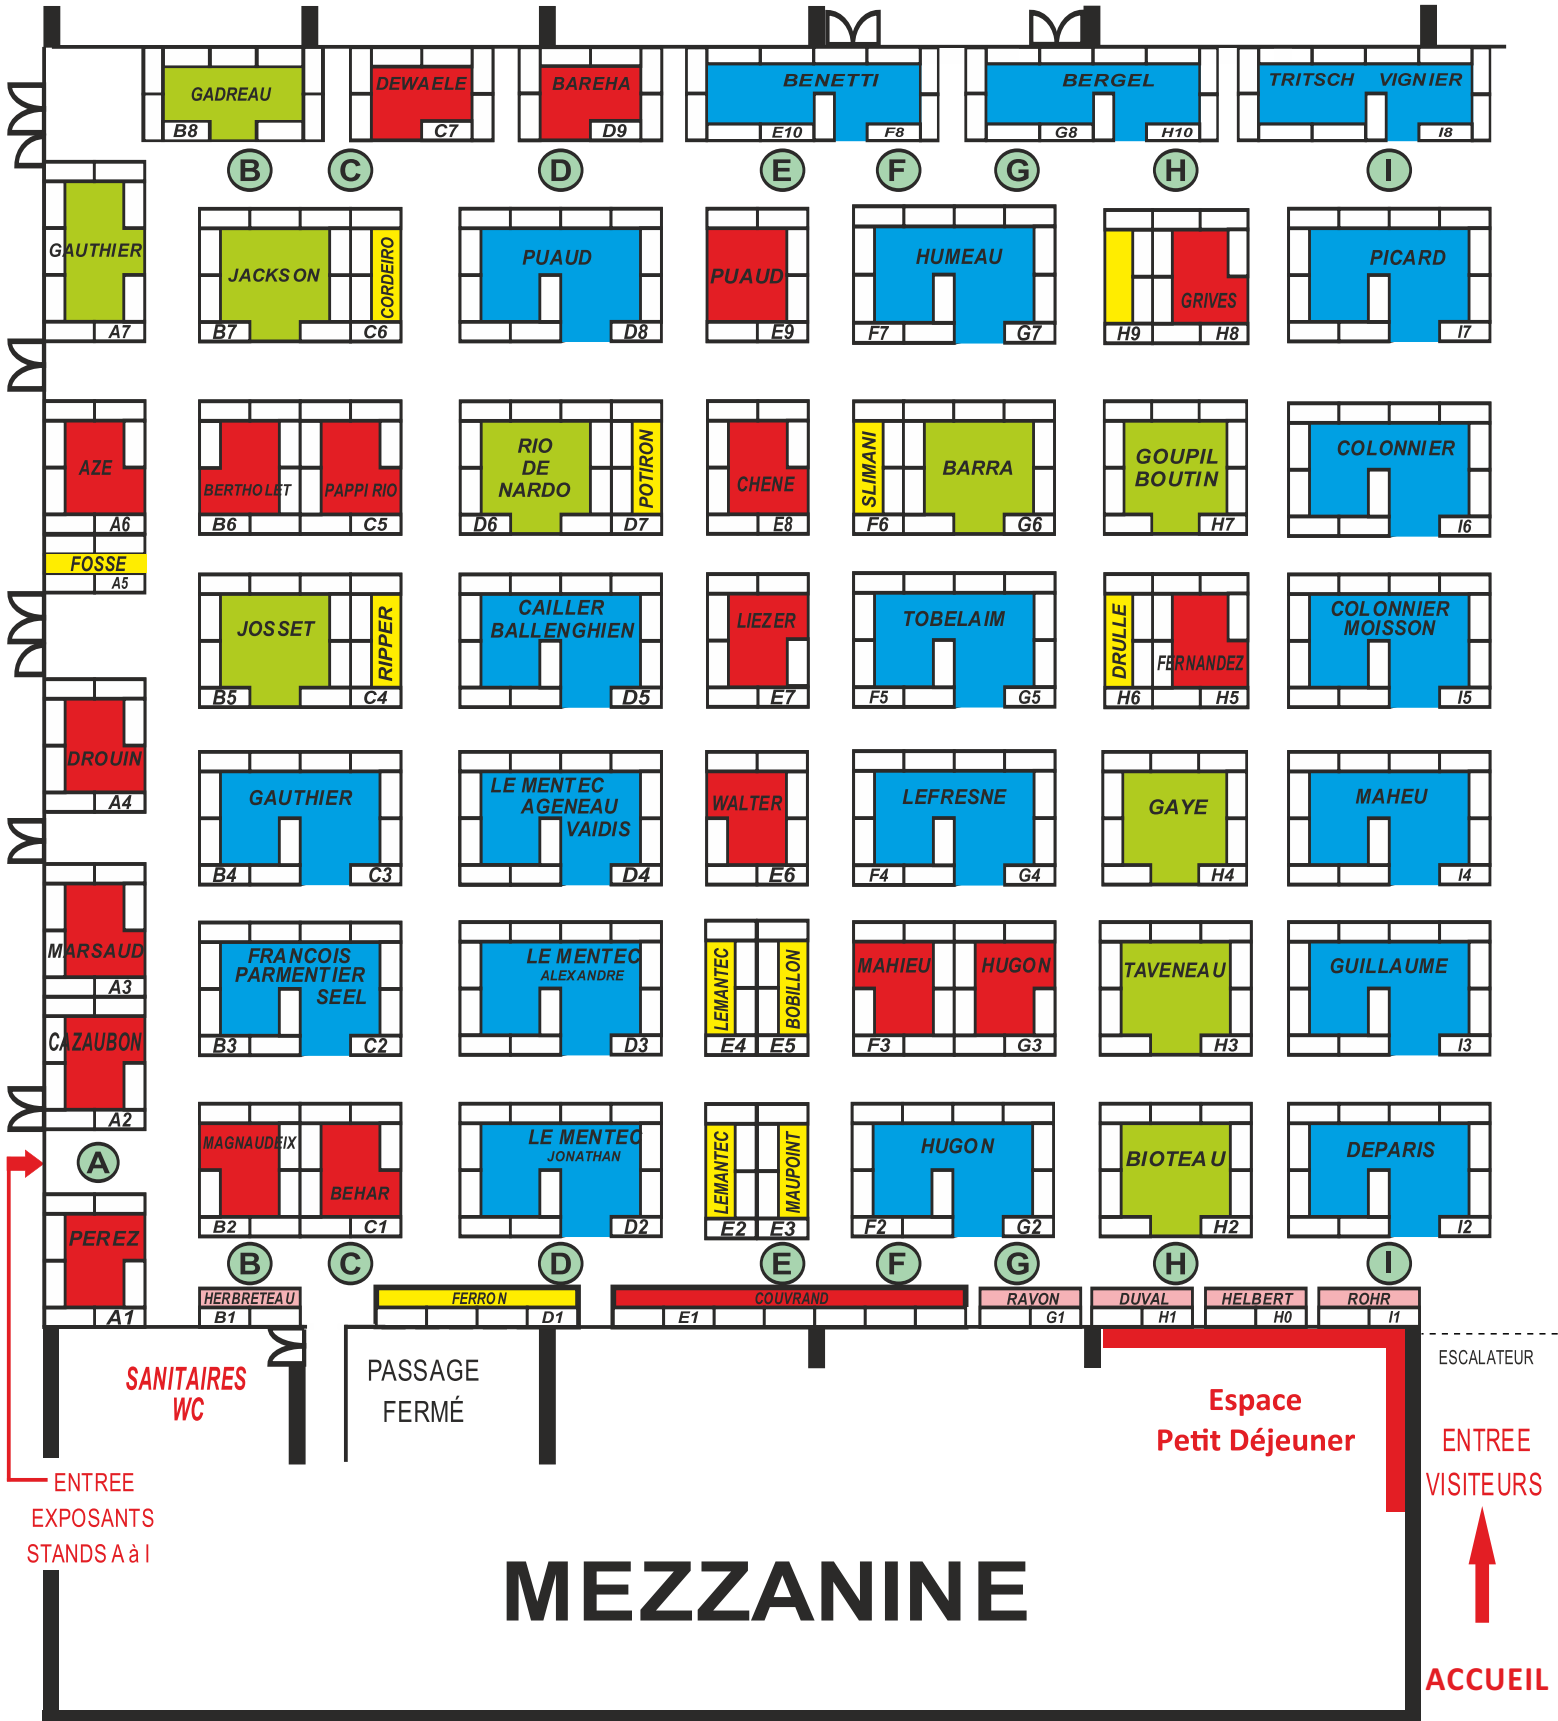 GADREAU
B8
DEWAELE
C7
BAREHA
D9
BENETTI
E10
F8
BERGEL
G8
H10
TRITSCH VIGNIER
I8
B
C
D
E
F
G
H
I
GAUTHIER
A7
JACKSON
B7
CORDEIRO
C6
PUAUD
D8
PUAUD
E9
HUMEAU
F7
G7
H9
GRIVES
H8
PICARD
I7
AZE
A6
BERTHOLET
B6
PAPPI RIO
C5
RIO
DE
NARDO
D6
POTIRON
D7
CHENE
E8
SLIMANI
F6
BARRA
G6
GOUPIL
BOUTIN
H7
COLONNIER
I6
FOSSE
A5
JOSSET
B5
RIPPER
C4
CAILLER
BALLENGHIEN
D5
LIEZER
E7
TOBELAIM
F5
G5
DRULLE
H6
FERNANDEZ
H5
COLONNIER
MOISSON
I5
DROUIN
A4
GAUTHIER
B4
C3
LE MENTEC
AGENEAU
VAIDIS
D4
WALTER
E6
LEFRESNE
F4
G4
GAYE
H4
MAHEU
I4
MARSAUD
A3
FRANCOIS
PARMENTIER
SEEL
B3
C2
LE MENTEC
ALEXANDRE
D3
LEMANTEC
E4
BOBILLON
E5
MAHIEU
F3
HUGON
G3
TAVENEAU
H3
GUILLAUME
I3
CAZAUBON
A2
A
MAGNAUDEIX
B2
BEHAR
C1
LE MENTEC
JONATHAN
D2
LEMANTEC
E2
MAUPOINT
E3
HUGON
F2
G2
BIOTEAU
H2
DEPARIS
I2
PEREZ
A1
B
C
D
E
F
G
H
I
HERBRETEAU
B1
FERRON
D1
COUVRAND
E1
RAVON
G1
DUVAL
H1
HELBERT
H0
ROHR
I1
SANITAIRES
WC
PASSAGE
FERMÉ
ESCALATEUR
Espace
Petit Déjeuner
ENTREE
VISITEURS
ENTREE
EXPOSANTS
STANDS A à I
MEZZANINE
ACCUEIL